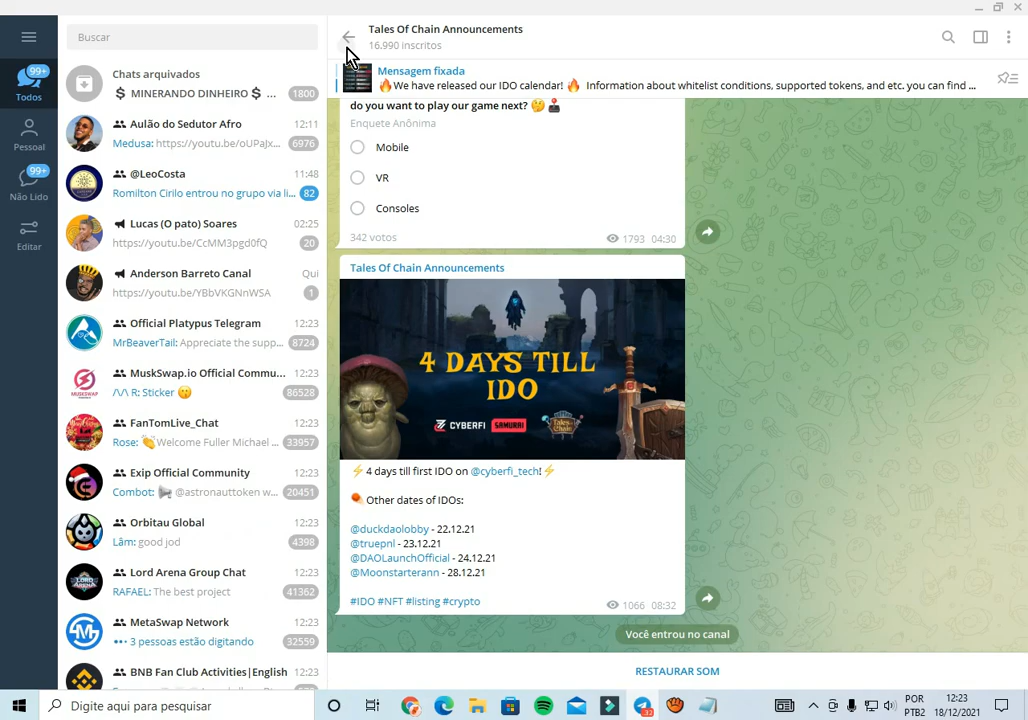 Buscar
Tales Of Chain Announcements
16,990 inscritos
Mensagem fixada
🔥We have released our IDO calendar! 🔥 Information about whitelist conditions, supported tokens, and etc. you can find ...
99+
Todos
Pessoal
99+
Não Lido
Editar
Chats arquivados
$ MINERANDO DINHEIRO $ ...
1800
Aulão do Sedutor Afro
12:11
Medusa: https://youtu.be/oUPaJx...
6976
@LeoCosta
11:48
Romilton Cirilo entrou no grupo via li...
82
Lucas (O pato) Soares
02:25
https://youtu.be/CcMM3pgd0fQ
20
Anderson Barreto Canal
Qui
https://youtu.be/YBbVKGNnWSA
1
Official Platypus Telegram
12:23
MrBeaverTail: Appreciate the supp...
8724
MuskSwap.io Official Commu...
12:23
MUSKSWAP
/\/\ R: Sticker 🤫
86528
FanTomLive_Chat
12:23
Rose: 👏Welcome Fuller Michael ...
33957
Exip Official Community
12:23
Combot: @astronauttoken w...
20451
Orbitau Global
12:23
Lâm: good jod
4398
Lord Arena Group Chat
12:23
LORD ARENA
RAFAEL: The best project
41362
MetaSwap Network
12:23
••• 3 pessoas estão digitando
32559
BNB Fan Club Activities|English
12:23
do you want to play our game next? 🤔🕹️
Enquete Anônima
Mobile
VR
Consoles
342 votos
1793 04:30
Tales Of Chain Announcements
4 DAYS TILL
IDO
CYBERFI SAMURAI Tales of Chain
⚡4 days till first IDO on @cyberfi_tech!⚡
Other dates of IDOs:
@duckdaolobby - 22.12.21
@truepnl - 23.12.21
@DAOLaunchOfficial - 24.12.21
@Moonstarterann - 28.12.21
#IDO #NFT #listing #crypto
1066 08:32
Você entrou no canal
RESTAURAR SOM
Digite aqui para pesquisar
POR
PTB2
12:23
18/12/2021